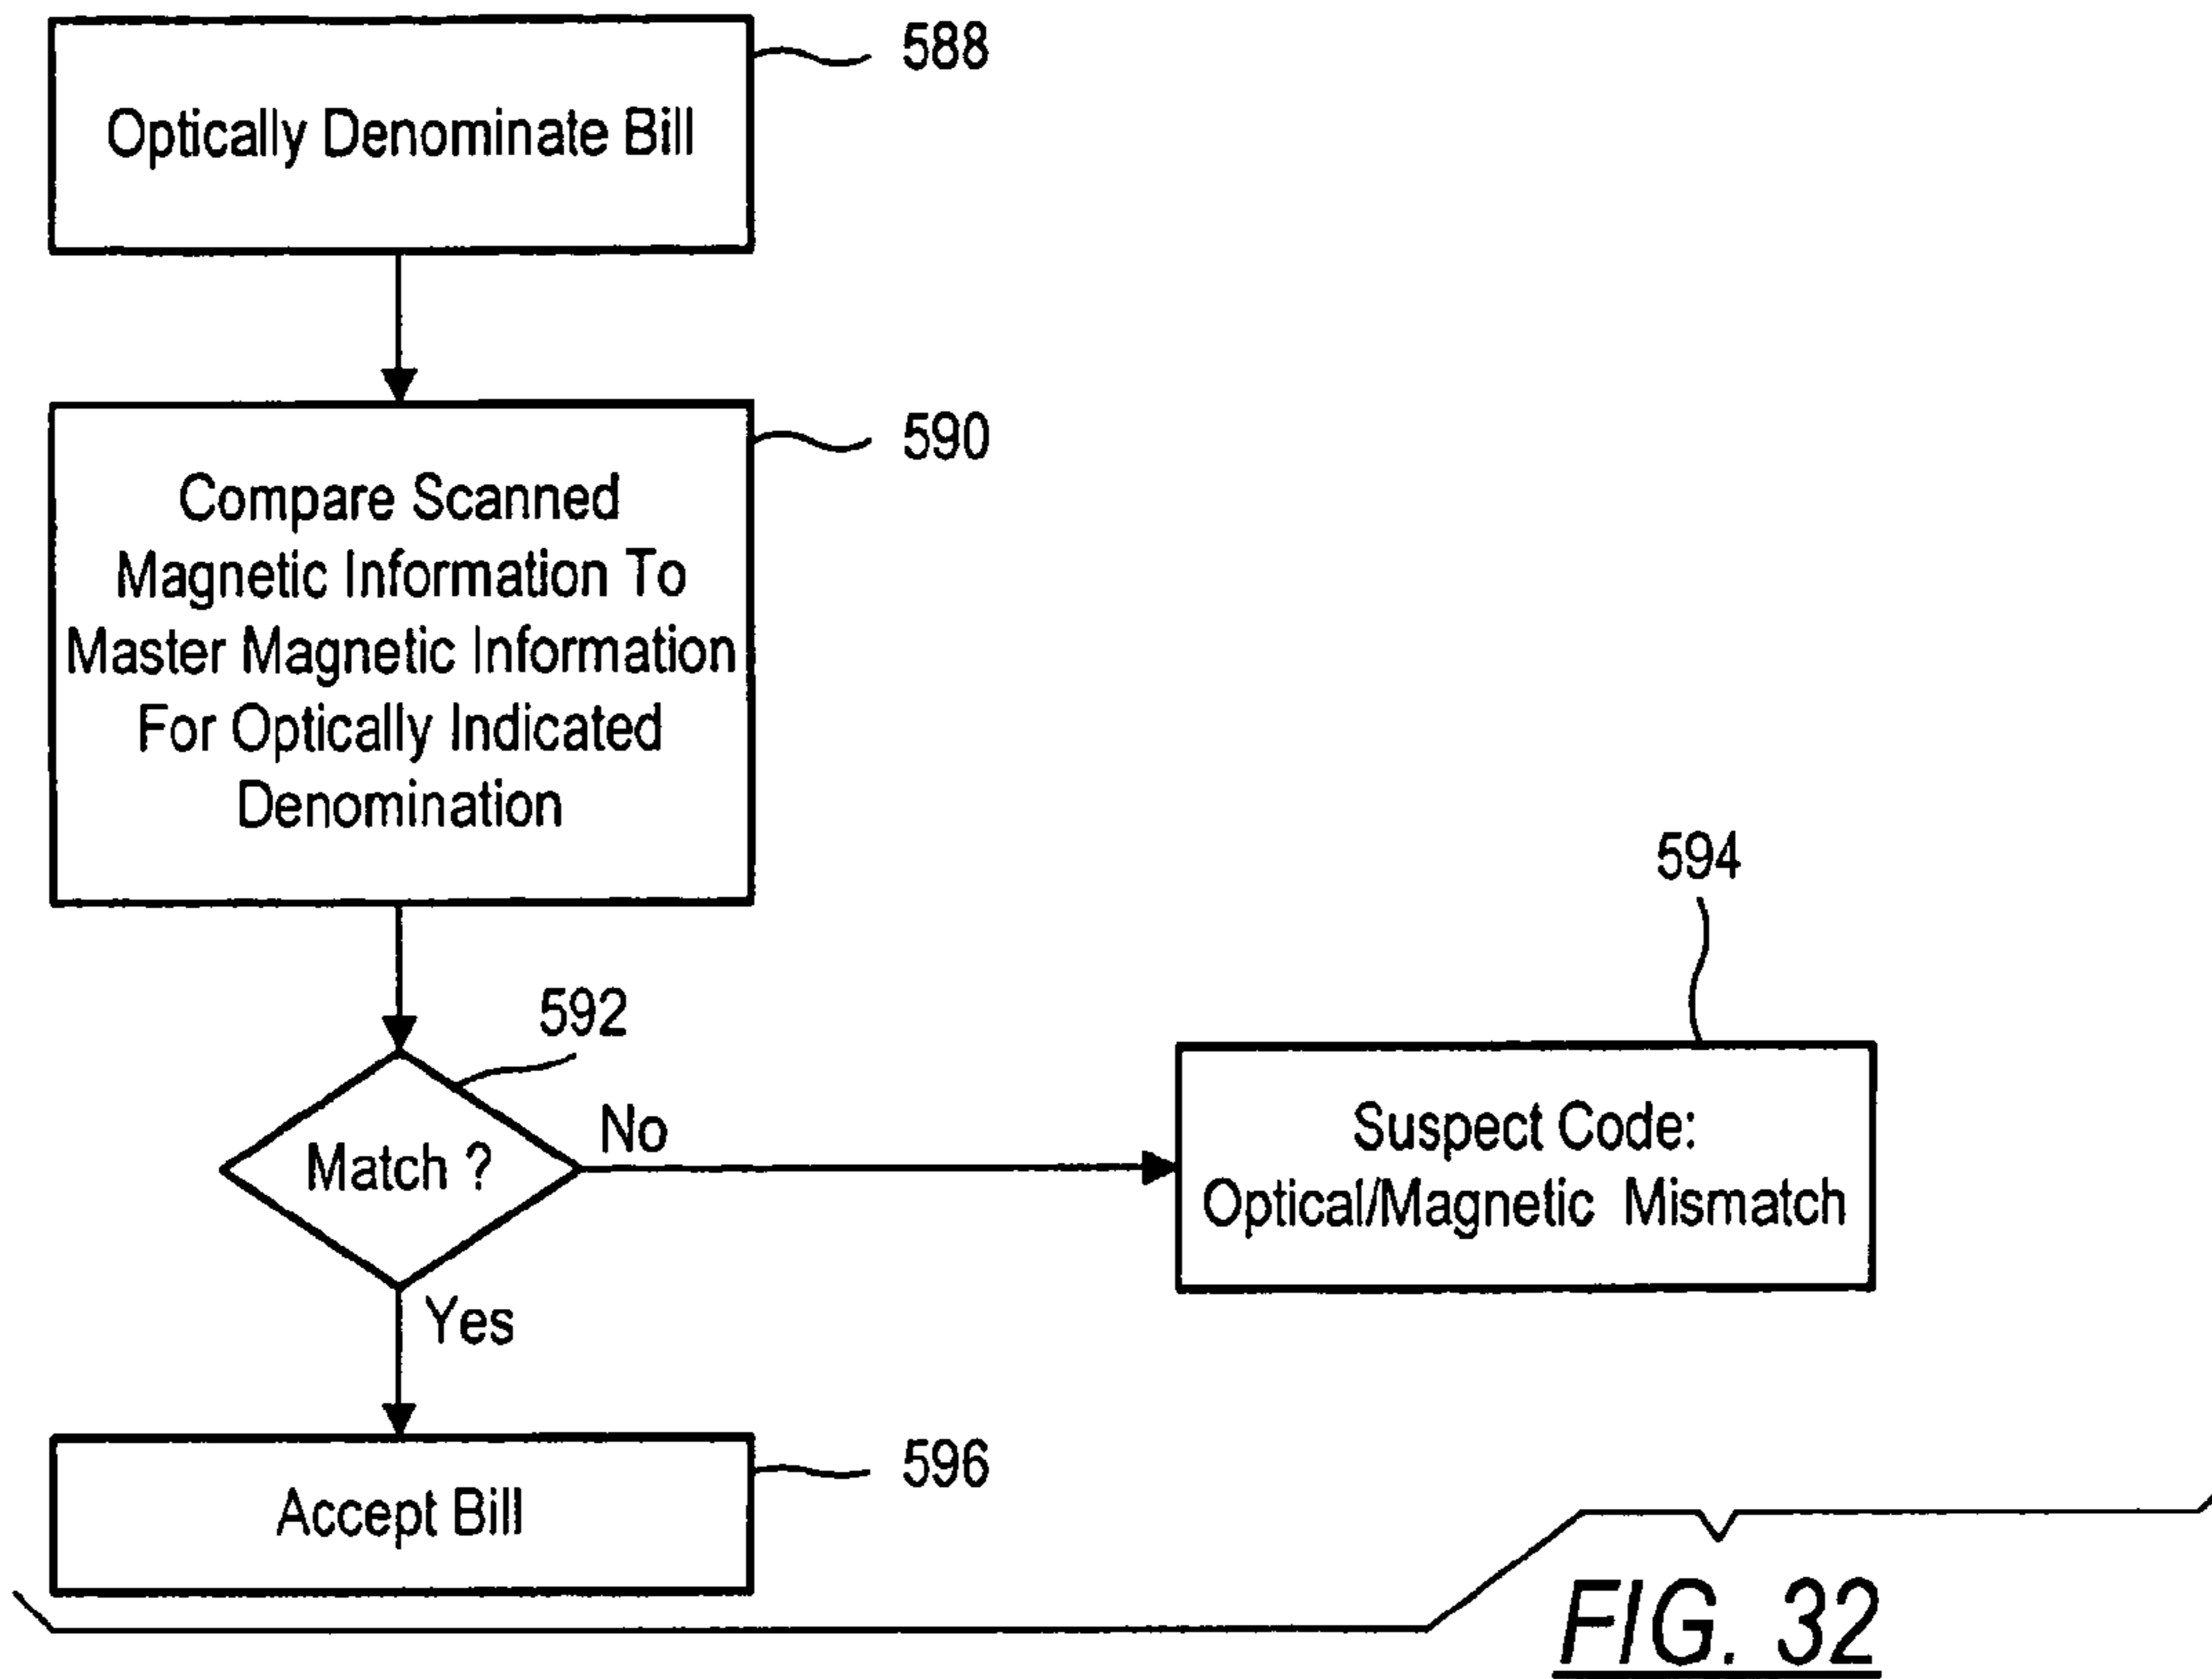 588
Optically Denominate Bill
590
Compare Scanned
Magnetic Information To
Master Magnetic Information
For Optically Indicated
Denomination
594
592
No
Match ?
Suspect Code:
Optical/Magnetic Mismatch
Yes
596
Accept Bill
FIG. 32